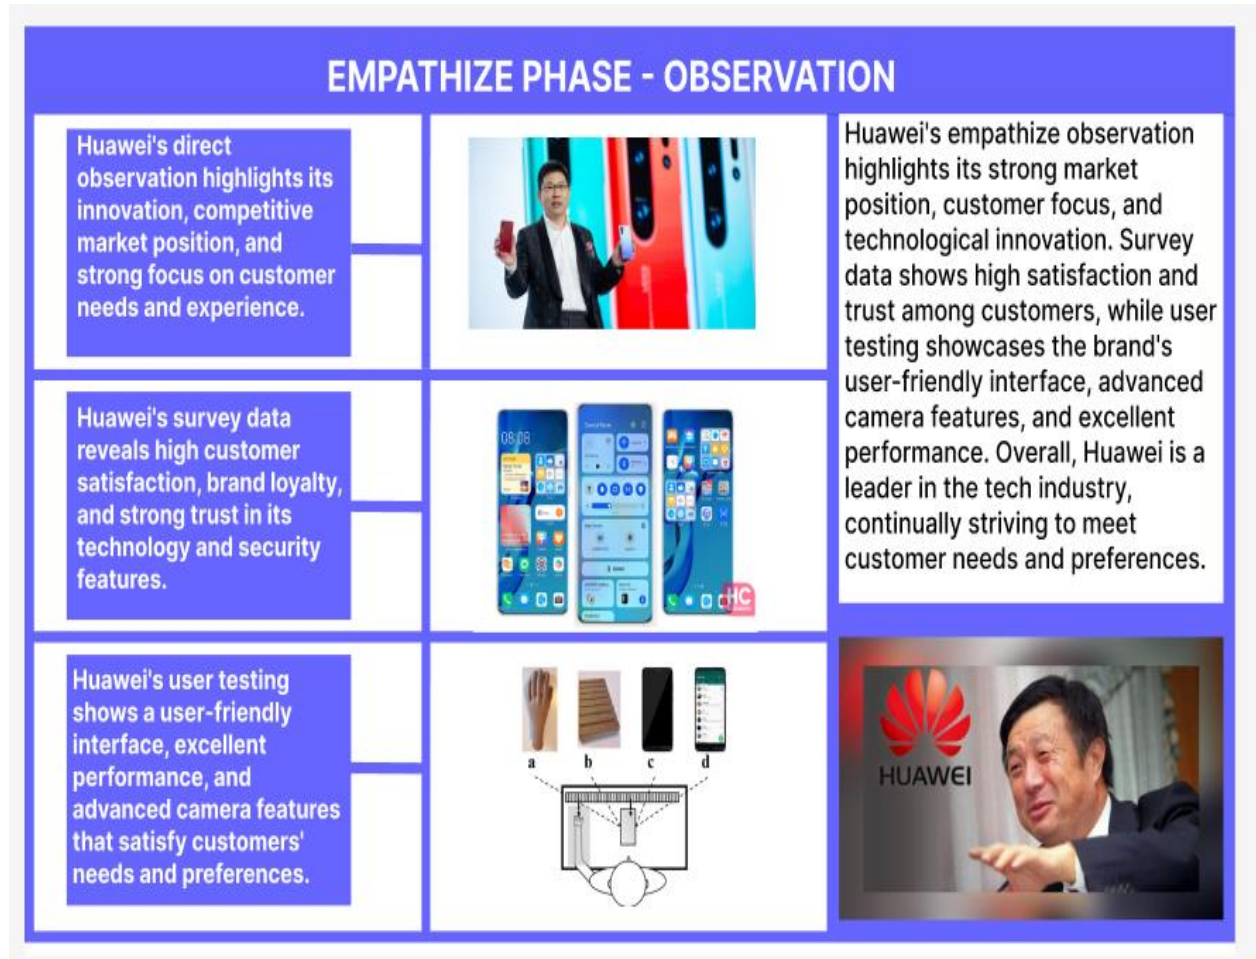 EMPATHIZE PHASE - OBSERVATION
Huawei's direct
observation highlights its
innovation, competitive
market position, and
strong focus on customer
needs and experience.
Huawei's survey data
reveals high customer
satisfaction, brand loyalty,
and strong trust in its
technology and security
features.
08:08
HC
Huawei's user testing
shows a user-friendly
interface, excellent
performance, and
advanced camera features
that satisfy customers'
needs and preferences.
a b c d
Huawei's empathize observation
highlights its strong market
position, customer focus, and
technological innovation. Survey
data shows high satisfaction and
trust among customers, while user
testing showcases the brand's
user-friendly interface, advanced
camera features, and excellent
performance. Overall, Huawei is a
leader in the tech industry,
continually striving to meet
customer needs and preferences.
HUAWEI